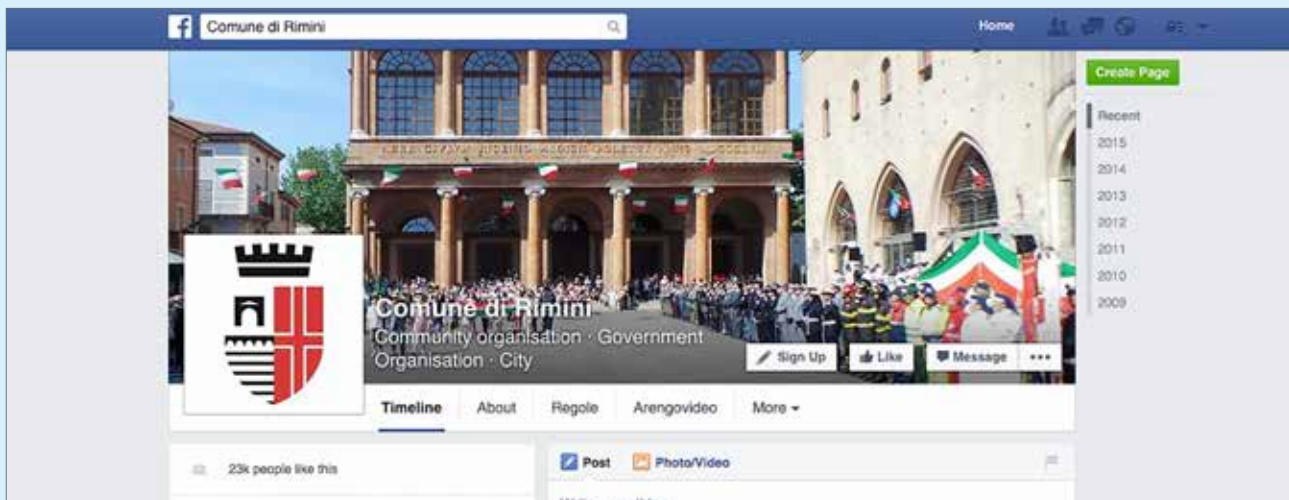 Comune di Rimini
Home
Create Page
Recent
2015
2014
2013
2012
2011
2010
2009
Comune di Rimini
Community organisation · Government
Organisation · City
Sign Up
Like
Message
Timeline
About
Regole
Arengovideo
More
23k people like this
Post
Photo/Video